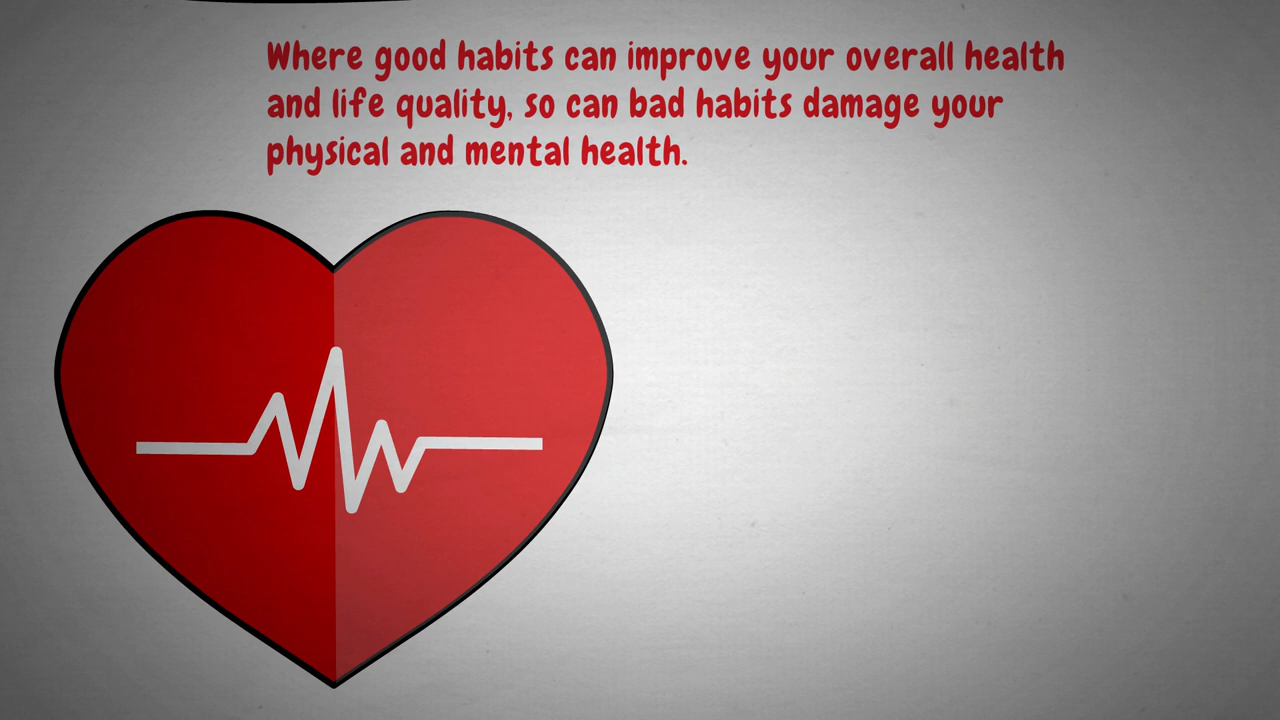 Where good habits can improve your overall health
and life quality, so can bad habits damage your
physical and mental health.